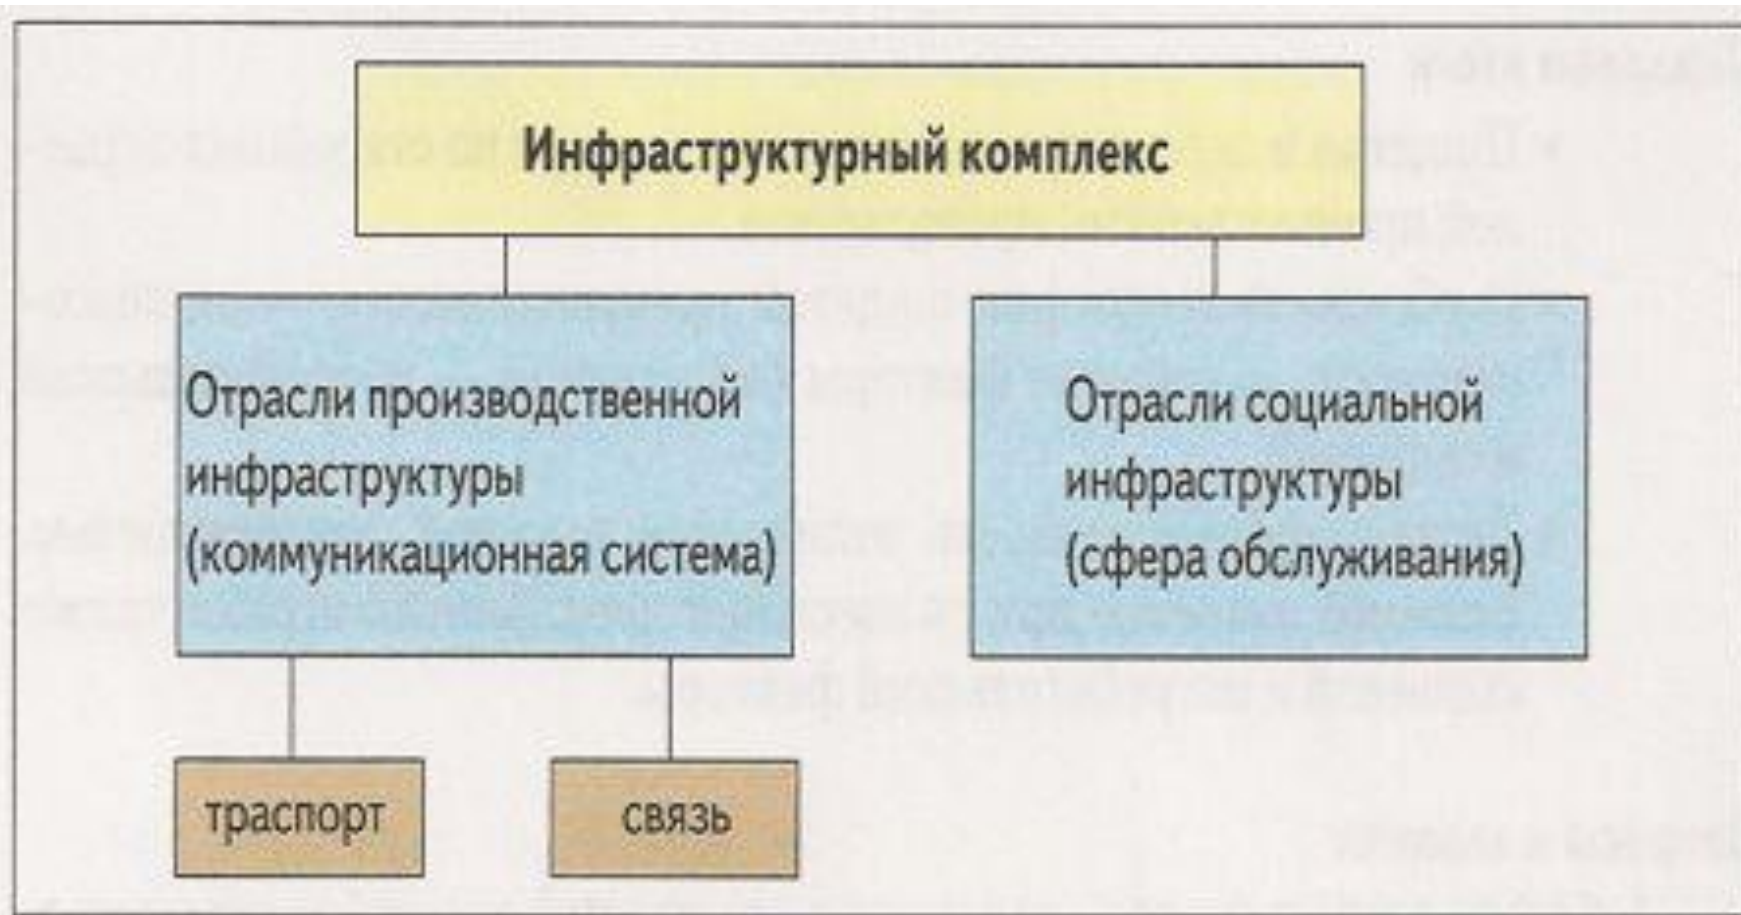 Инфраструктурный комплекс
Отрасли производственной
инфраструктуры
(коммуникационная система)
Отрасли социальной
инфраструктуры
(сфера обслуживания)
траспорт
связь